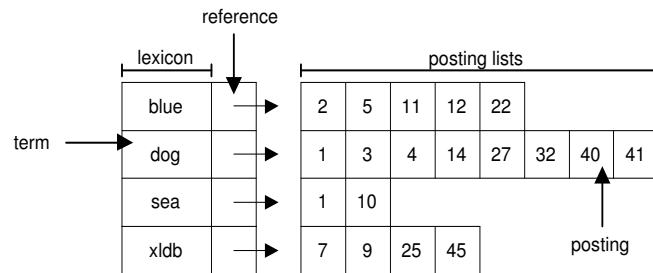 reference
lexicon posting lists
blue 2 5 11 12 22
term
dog 1 3 4 14 27 32 40 41
sea 1 10
xldb 7 9 25 45
posting